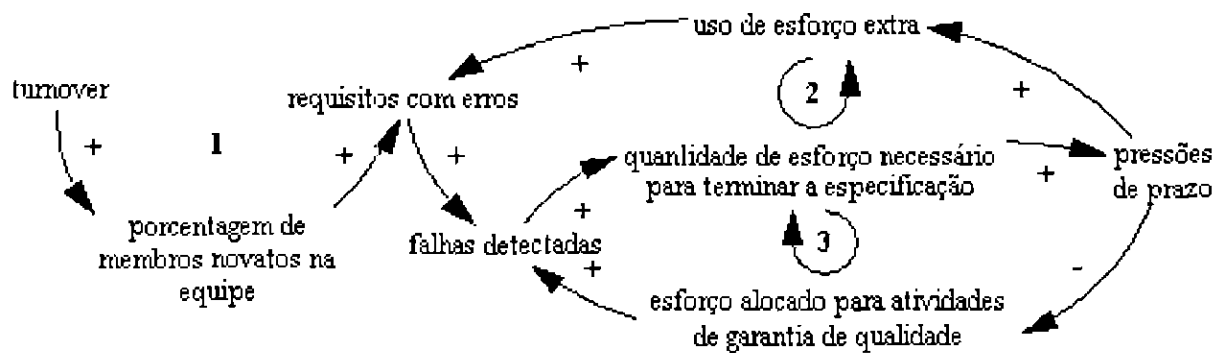 uso de esforço extra
+
turnover
requisitos com erros
2
+
+
1
+
+
quanlidade de esforço necessário
para terminar a especificação
+
pressões
de prazo
porcentagem de
membros novatos na
equipe
falhas detectadas
+
3
+
-
esforço alocado para atividades
de garantia de qualidade